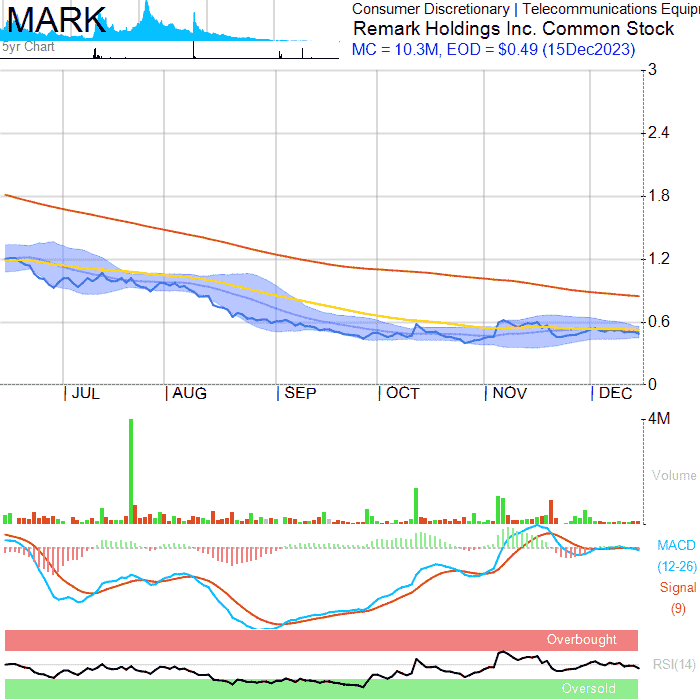 MARK
5yr Chart
Consumer Discretionary | Telecommunications Equip
Remark Holdings Inc. Common Stock
MC = 10.3M, EOD = $0.49 (15Dec2023)
3
2.4
1.8
1.2
0.6
0
| JUL | AUG | SEP | OCT | NOV | DEC
4M
Volume
MACD
(12-26)
Signal
(9)
Overbought
RSI(14)
Oversold